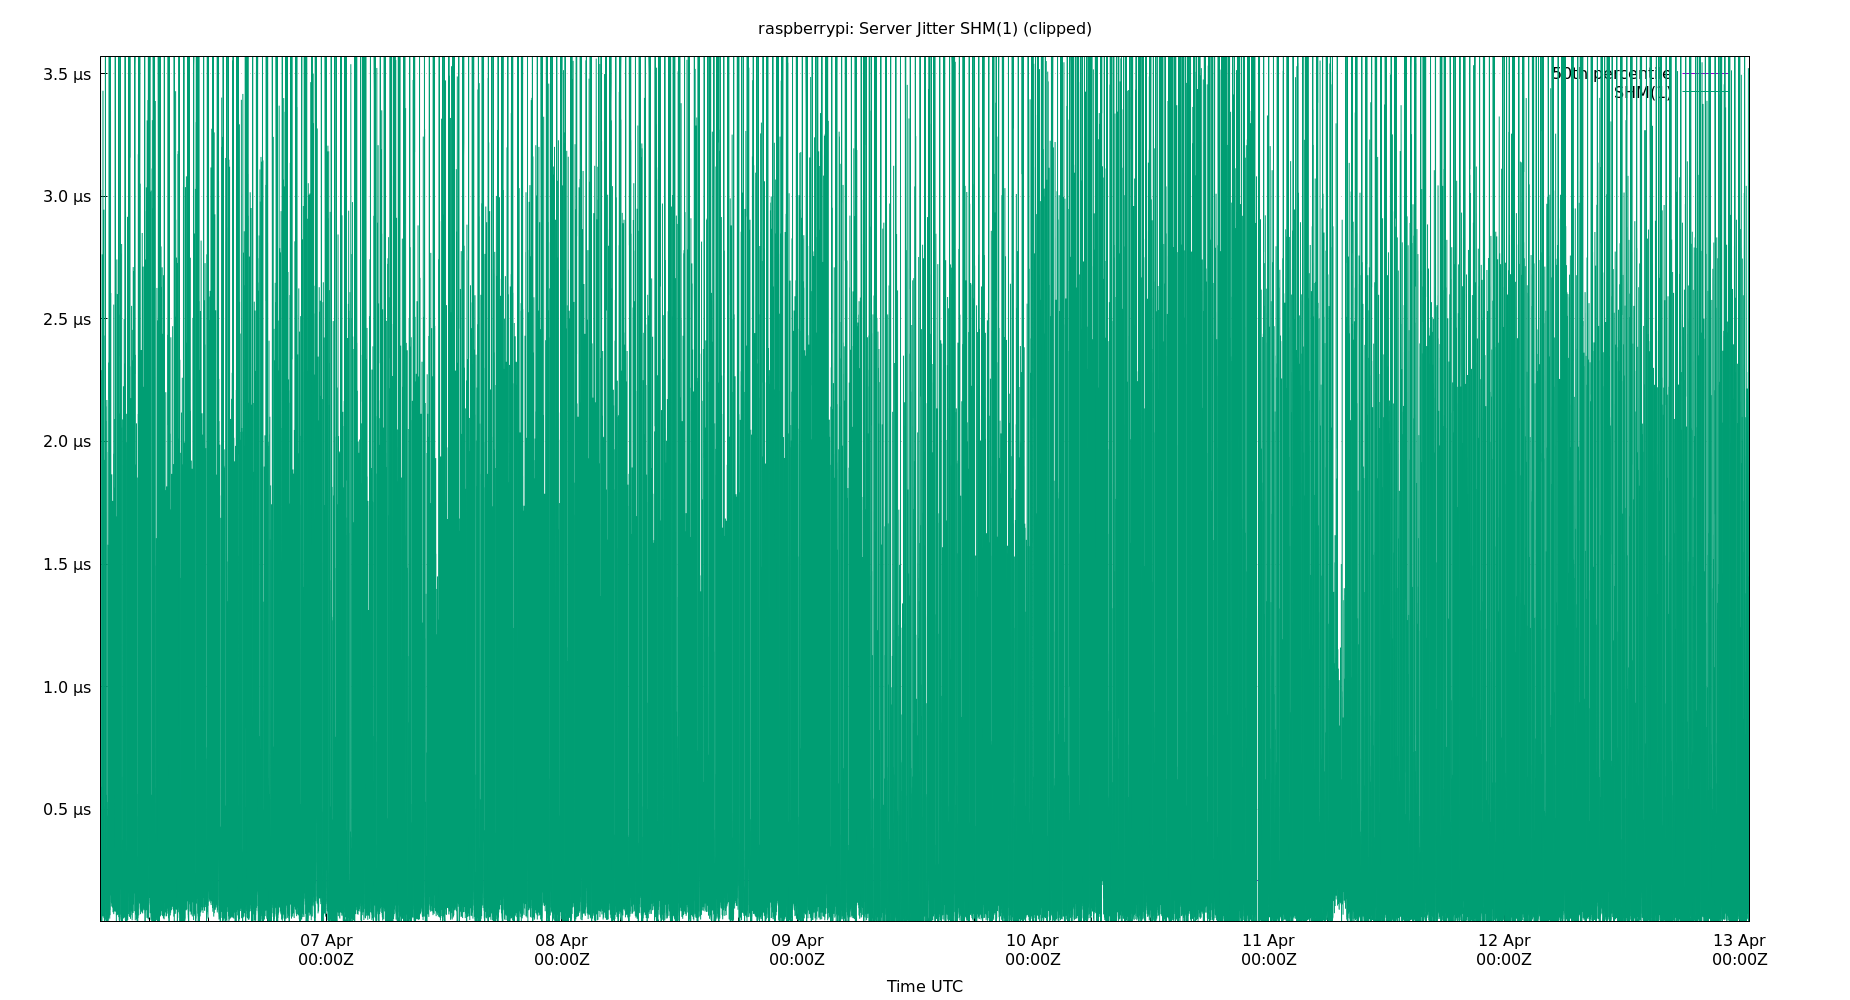 raspberrypi: Server Jitter SHM(1) (clipped)
3.5 µs
50th percentile
SHM(1)
3.0 µs
2.5 µs
2.0 µs
1.5 µs
1.0 µs
0.5 µs
07 Apr 08 Apr 09 Apr 10 Apr 11 Apr 12 Apr 13 Apr
00:00Z 00:00Z 00:00Z 00:00Z 00:00Z 00:00Z 00:00Z
Time UTC